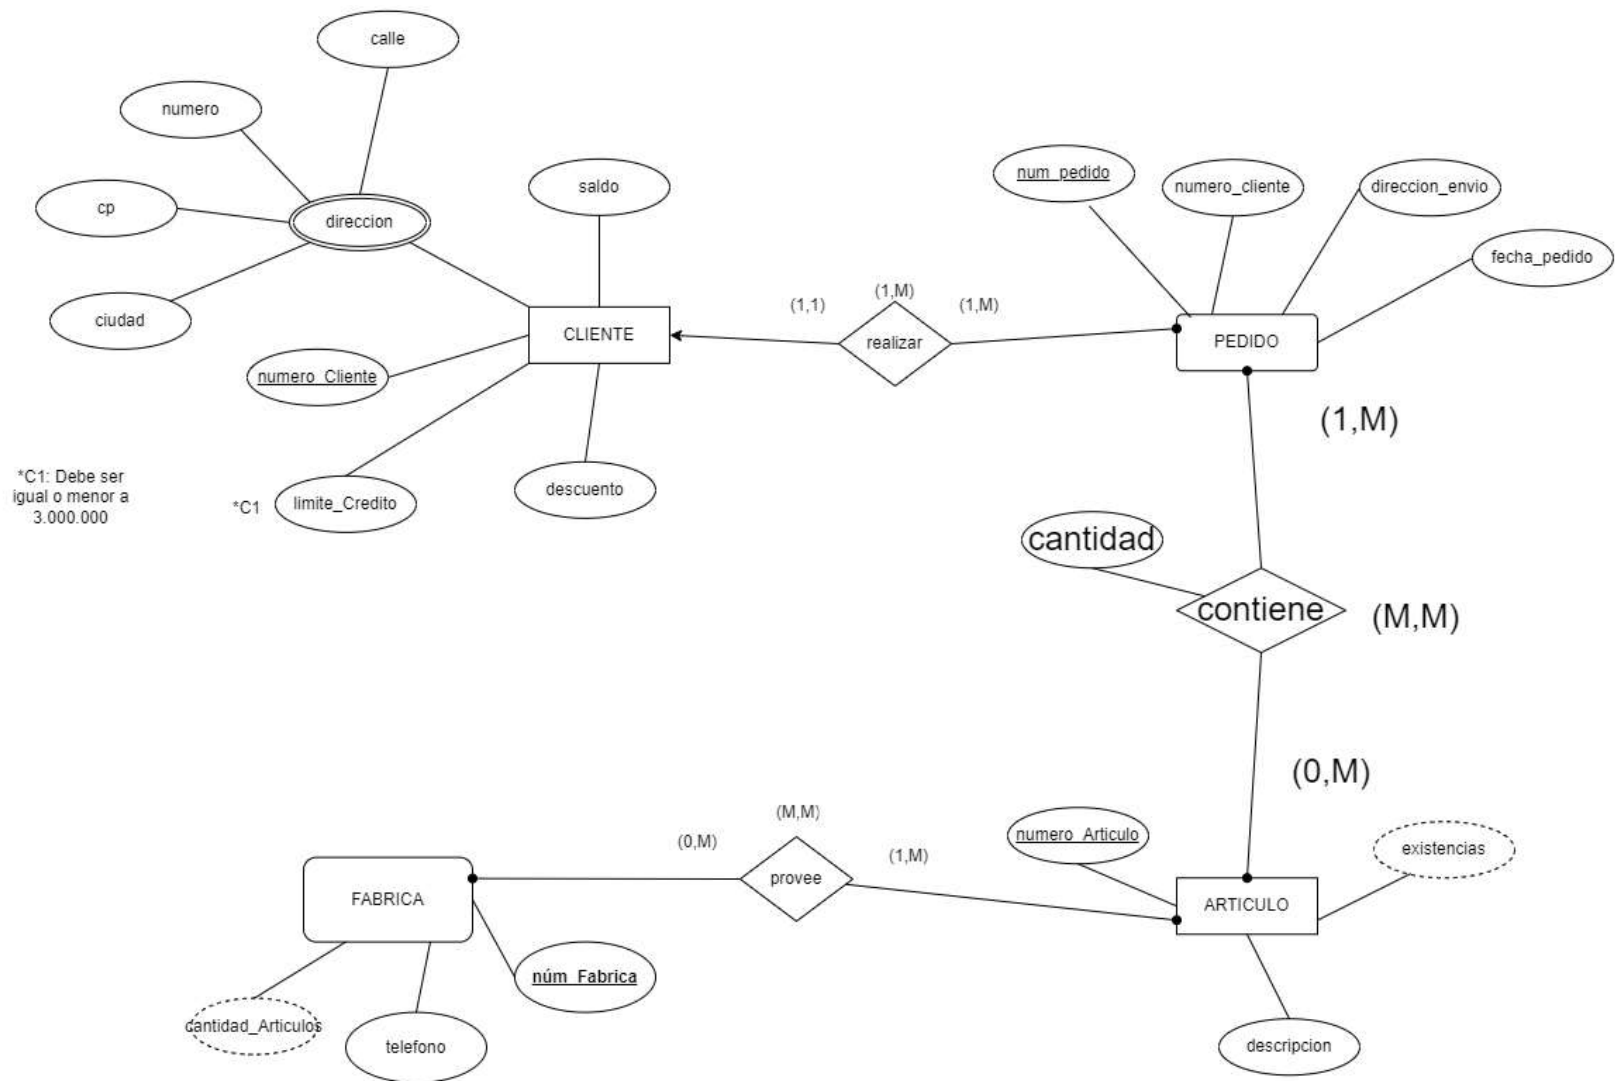 calle
numero
saldo
num_pedido
numero_cliente
direccion_envio
cp
direccion
fecha_pedido
ciudad
(1,1)
(1,M)
(1,M)
CLIENTE
realizar
PEDIDO
numero_Cliente
(1,M)
*C1: Debe ser
igual o menor a
3.000.000
*C1
limite_Credito
descuento
cantidad
contiene
(M,M)
(0,M)
(M,M)
(0,M)
(1,M)
numero_Articulo
existencias
provee
FABRICA
ARTICULO
núm_Fabrica
cantidad_Articulos
telefono
descripcion